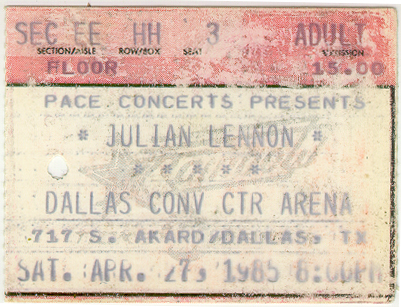 SEC EE HH 3 ADULT
SECTION/AISLE ROW/BOX SEAT ADMISSION
FLOOR 15.00
PACE CONCERTS PRESENTS
* JULIAN LENNON *
* * * * *
DALLAS CONV CTR ARENA
717 S. AKARD/DALLAS, TX
SAT. APR. 27, 1985 8:00PM